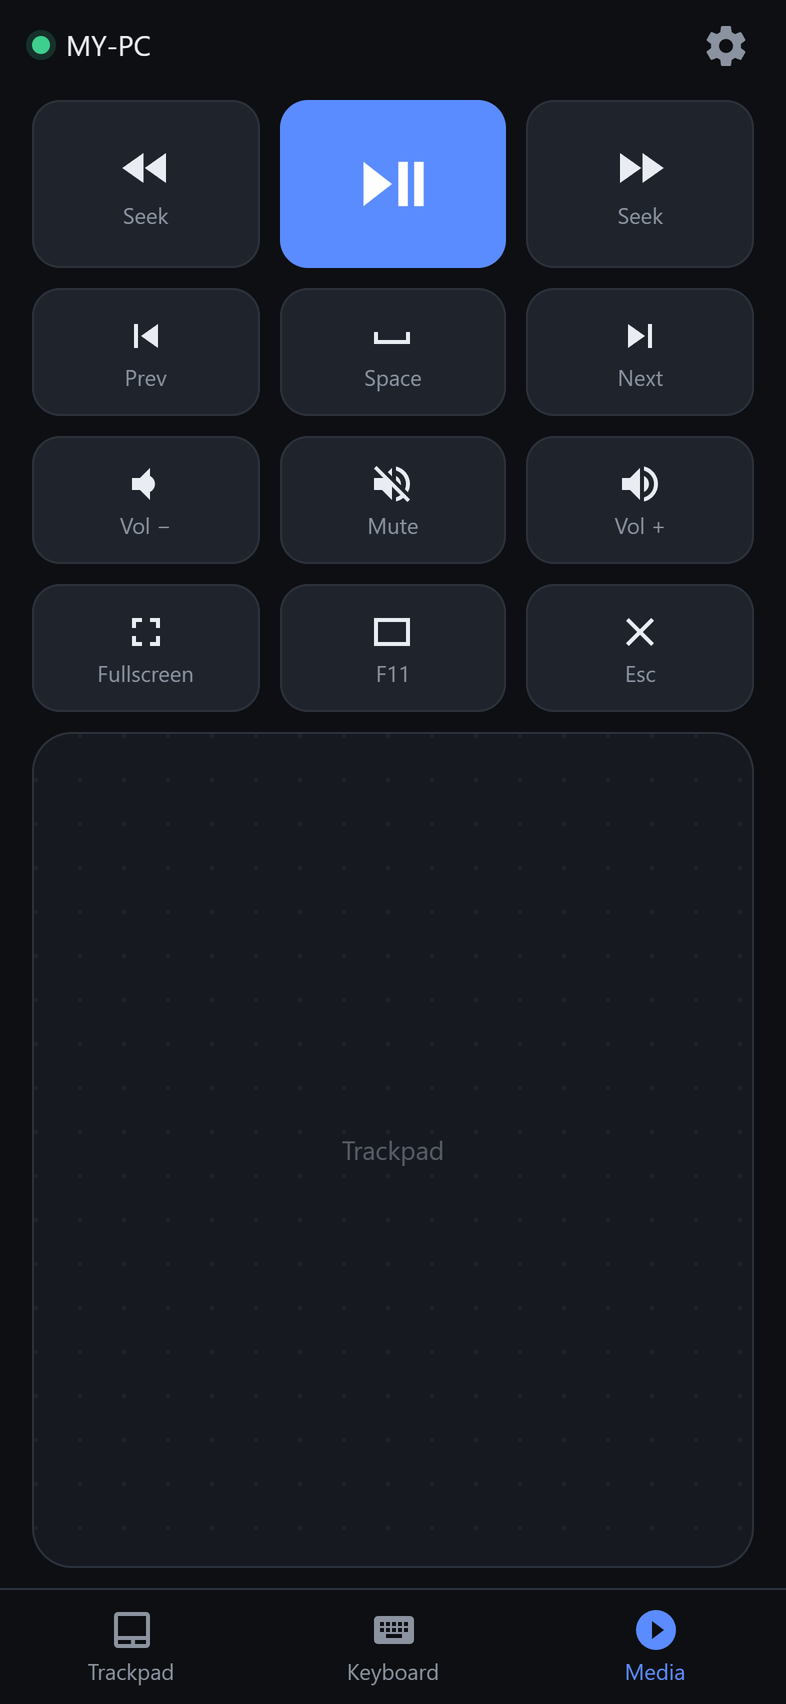 MY-PC
Seek
Seek
Prev
Space
Next
Vol −
Mute
Vol +
Fullscreen
F11
Esc
Trackpad
Trackpad
Keyboard
Media